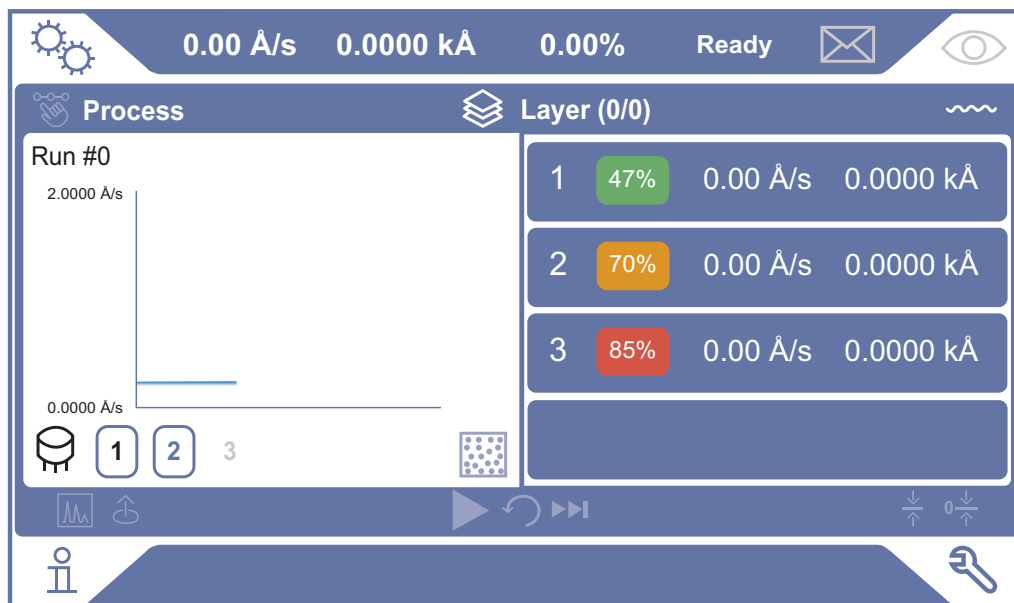 0.00 Å/s 0.0000 kÅ 0.00% Ready
Process Layer (0/0)
Run #0
2.0000 Å/s
0.0000 Å/s
1 2 3
1 47% 0.00 Å/s 0.0000 kÅ
2 70% 0.00 Å/s 0.0000 kÅ
3 85% 0.00 Å/s 0.0000 kÅ
0